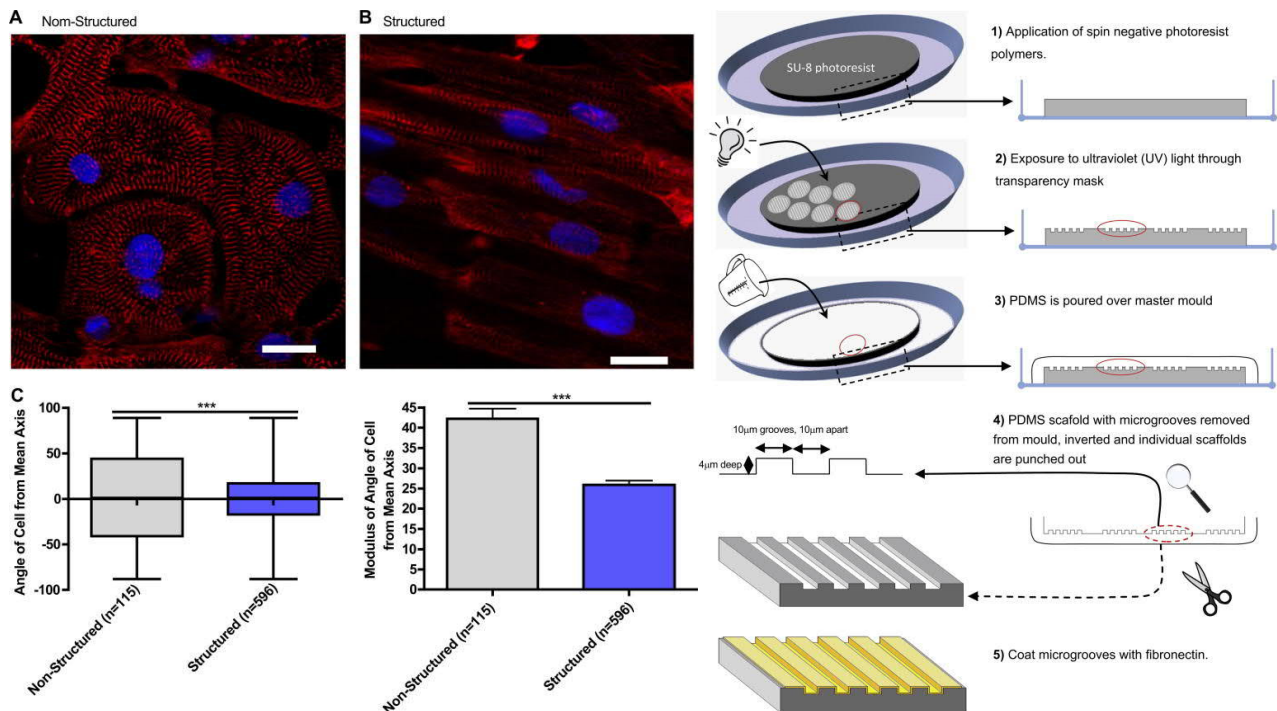 A
Nom-Structured
B
Structured
C
Angle of Cell from Mean Axis
100
50
0
-50
-100
Non-Structured (n=115)
Structured (n=596)
***
Modulus of Angle of Cell
from Mean Axis
45
40
35
30
25
20
15
10
5
0
Non-Structured (n=115)
Structured (n=596)
***
SU-8 photoresist
1) Application of spin negative photoresist
polymers.
2) Exposure to ultraviolet (UV) light through
transparency mask
3) PDMS is poured over master mould
4) PDMS scafold with microgrooves removed
from mould, inverted and individual scaffolds
are punched out
10μm grooves, 10μm apart
4μm deep
5) Coat microgrooves with fibronectin.